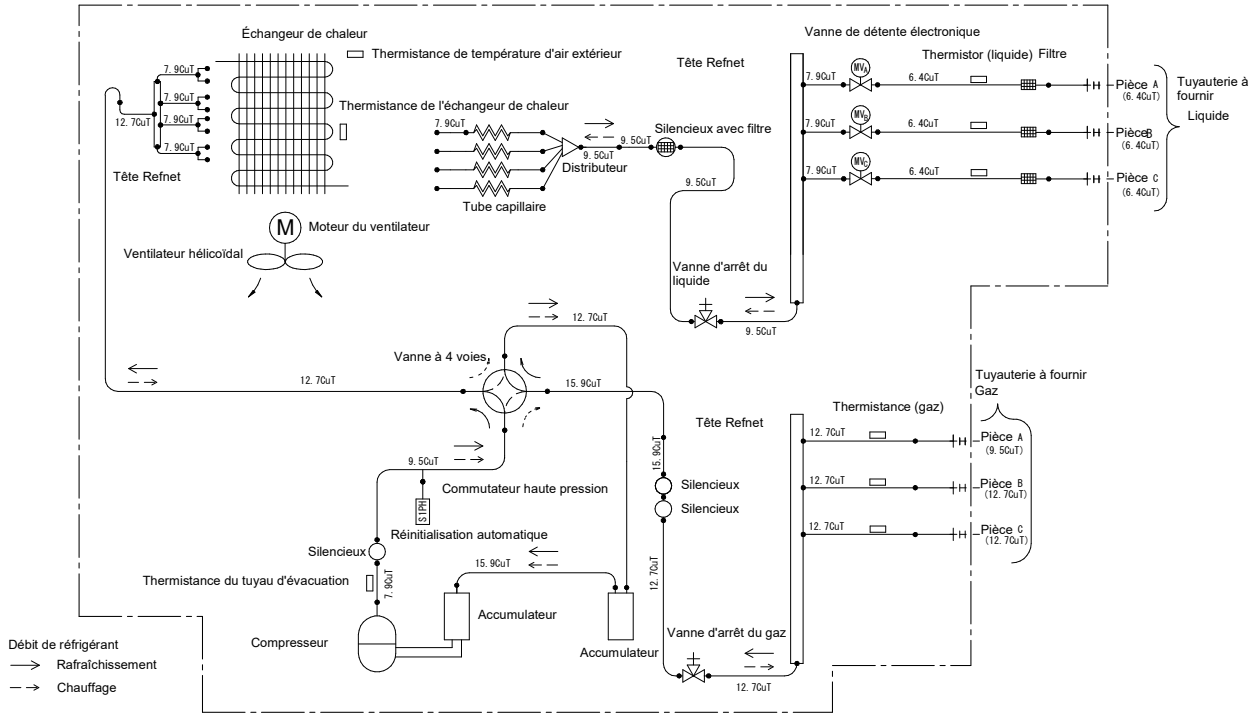 Échangeur de chaleur
Thermistance de température d'air extérieur
7.9CuT
7.9CuT
7.9CuT
7.9CuT
12.7CuT
Tête Refnet
Thermistance de l'échangeur de chaleur
7.9CuT
Tube capillaire
Distributeur
9.5CuT
9.5CuT
Silencieux avec filtre
9.5CuT
M
Moteur du ventilateur
Ventilateur hélicoïdal
Vanne de détente électronique
Tête Refnet
Thermistor (liquide)
Filtre
7.9CuT
MVA
6.4CuT
Pièce A
(6.4CuT)
7.9CuT
MVB
6.4CuT
PièceB
(6.4CuT)
7.9CuT
MVC
6.4CuT
Pièce C
(6.4CuT)
Tuyauterie à
fournir
Liquide
Vanne d'arrêt du
liquide
9.5CuT
12.7CuT
Vanne à 4 voies
12.7CuT
15.9CuT
9.5CuT
Commutateur haute pression
S1PH
Réinitialisation automatique
Silencieux
Thermistance du tuyau d'évacuation
7.9CuT
Compresseur
15.9CuT
Accumulateur
Accumulateur
15.9CuT
Silencieux
Silencieux
12.7CuT
Vanne d'arrêt du gaz
12.7CuT
Tête Refnet
Thermistance (gaz)
Tuyauterie à fournir
Gaz
12.7CuT
Pièce A
(9.5CuT)
12.7CuT
Pièce B
(12.7CuT)
12.7CuT
Pièce C
(12.7CuT)
Débit de réfrigérant
Rafraîchissement
Chauffage